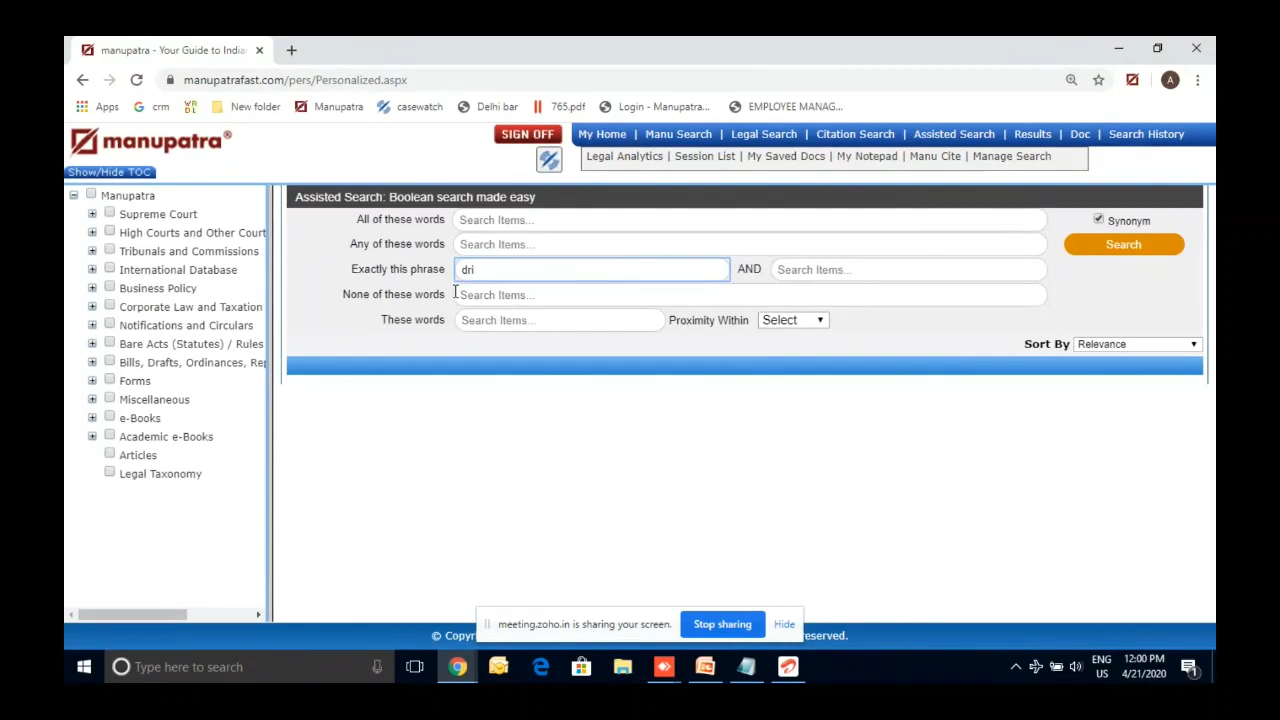 manupatra - Your Guide to India
manupatrafast.com/pers/Personalized.aspx
Apps crm New folder Manupatra casewatch Delhi bar 765.pdf Login - Manupatra... EMPLOYEE MANAG...
manupatra®
SIGN OFF
My Home | Manu Search | Legal Search | Citation Search | Assisted Search | Results | Doc | Search History
Legal Analytics | Session List | My Saved Docs | My Notepad | Manu Cite | Manage Search
Show/Hide TOC
Manupatra
Supreme Court
High Courts and Other Court
Tribunals and Commissions
International Database
Business Policy
Corporate Law and Taxation
Notifications and Circulars
Bare Acts (Statutes) / Rules
Bills, Drafts, Ordinances, Rep
Forms
Miscellaneous
e-Books
Academic e-Books
Articles
Legal Taxonomy
Assisted Search: Boolean search made easy
All of these words Search Items... Synonym
Any of these words Search Items... Search
Exactly this phrase dri AND Search Items...
None of these words Search Items...
These words Search Items... Proximity Within Select
Sort By Relevance
meeting.zoho.in is sharing your screen. Stop sharing Hide
© Copyr reserved.
Type here to search
ENG
US
12:00 PM
4/21/2020
1